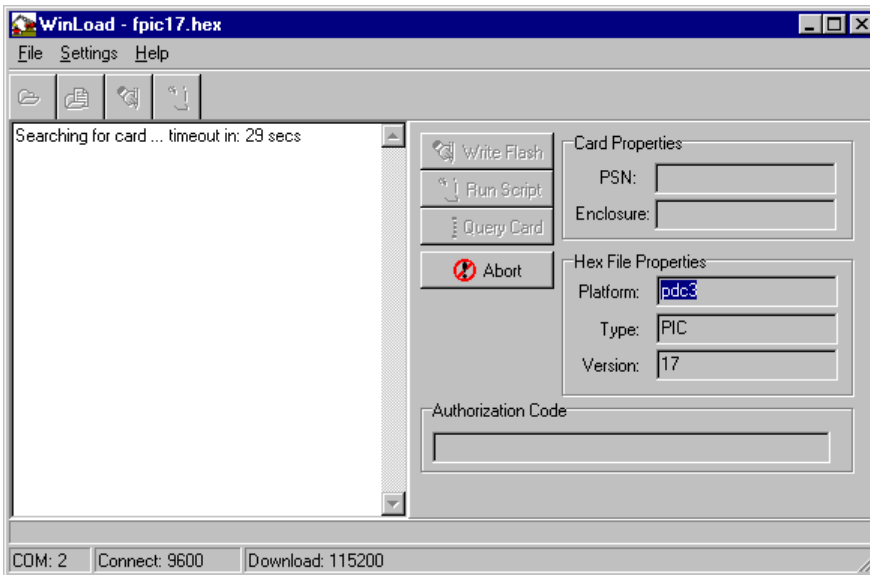 WinLoad - fpic17.hex
File Settings Help
Searching for card ... timeout in: 29 secs
Write Flash
Run Script
Query Card
Abort
Card Properties
PSN:
Enclosure:
Hex File Properties
Platform: pdc3
Type: PIC
Version: 17
Authorization Code
COM: 2 Connect: 9600 Download: 115200